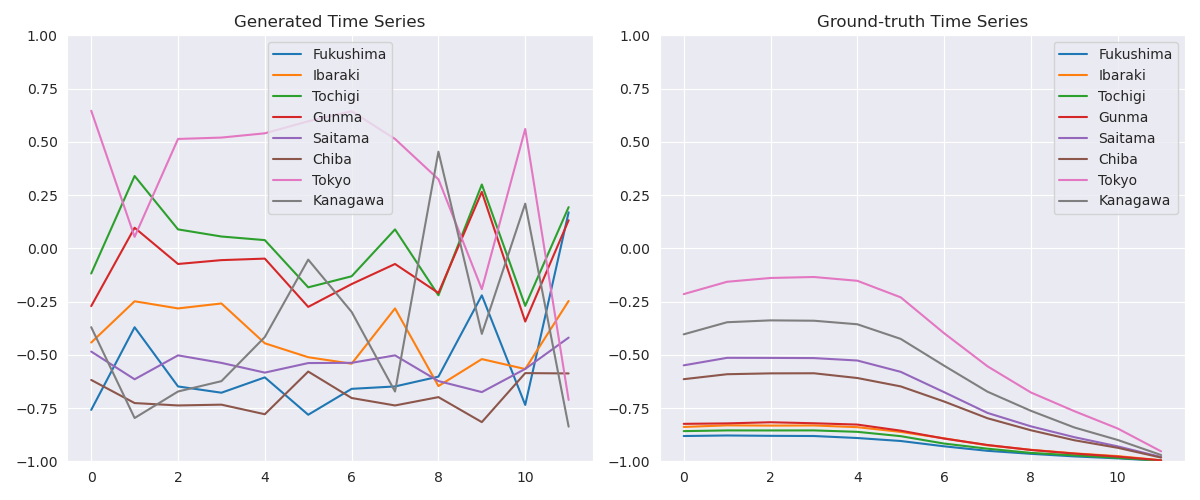 Generated Time Series
1.00
0.75
0.50
0.25
0.00
−0.25
−0.50
−0.75
−1.00
0 2 4 6 8 10
Fukushima
Ibaraki
Tochigi
Gunma
Saitama
Chiba
Tokyo
Kanagawa
Ground-truth Time Series
1.00
0.75
0.50
0.25
0.00
−0.25
−0.50
−0.75
−1.00
0 2 4 6 8 10
Fukushima
Ibaraki
Tochigi
Gunma
Saitama
Chiba
Tokyo
Kanagawa